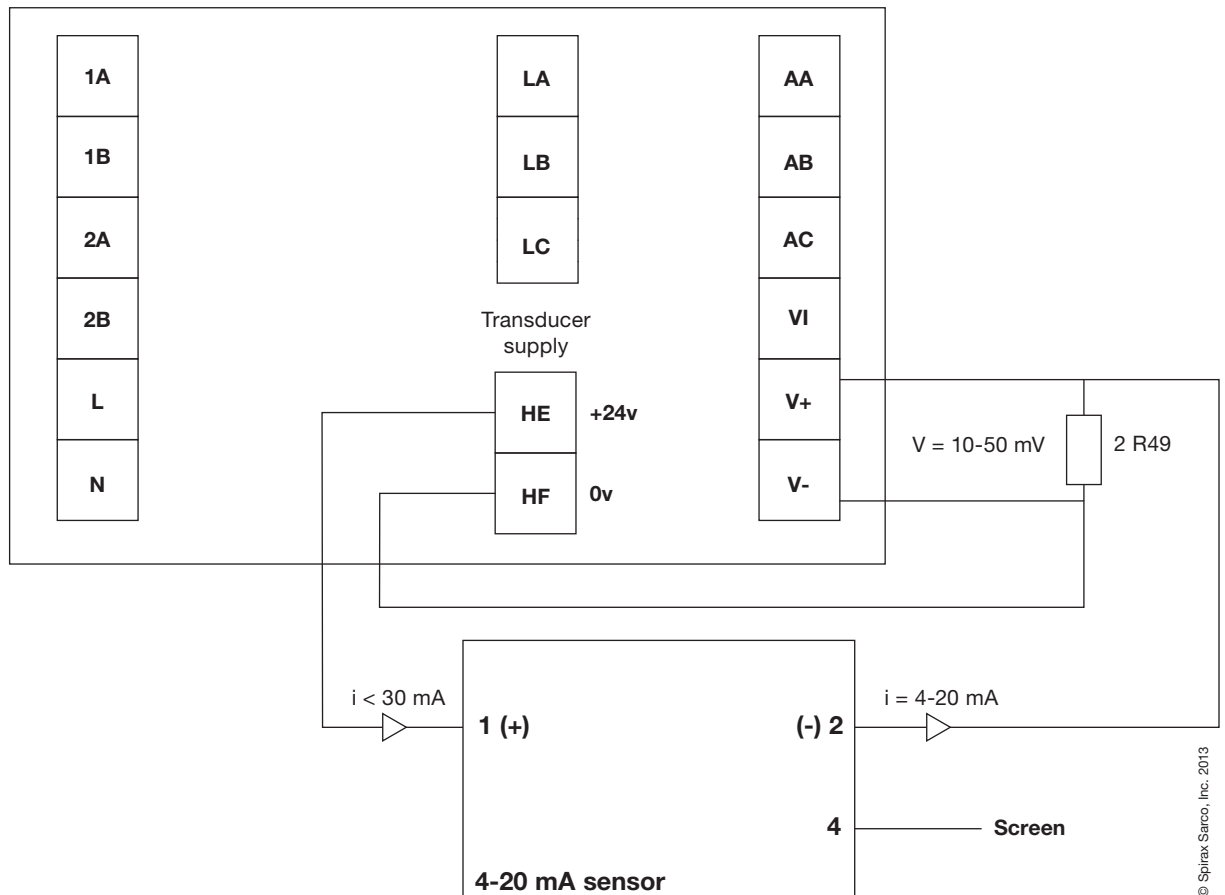 1A
1B
2A
2B
L
N
LA
LB
LC
Transducer
supply
HE
+24v
HF
0v
AA
AB
AC
VI
V+
V-
V = 10-50 mV
2 R49
i < 30 mA
1 (+)
(-) 2
i = 4-20 mA
4
Screen
4-20 mA sensor
© Spirax Sarco, Inc. 2013